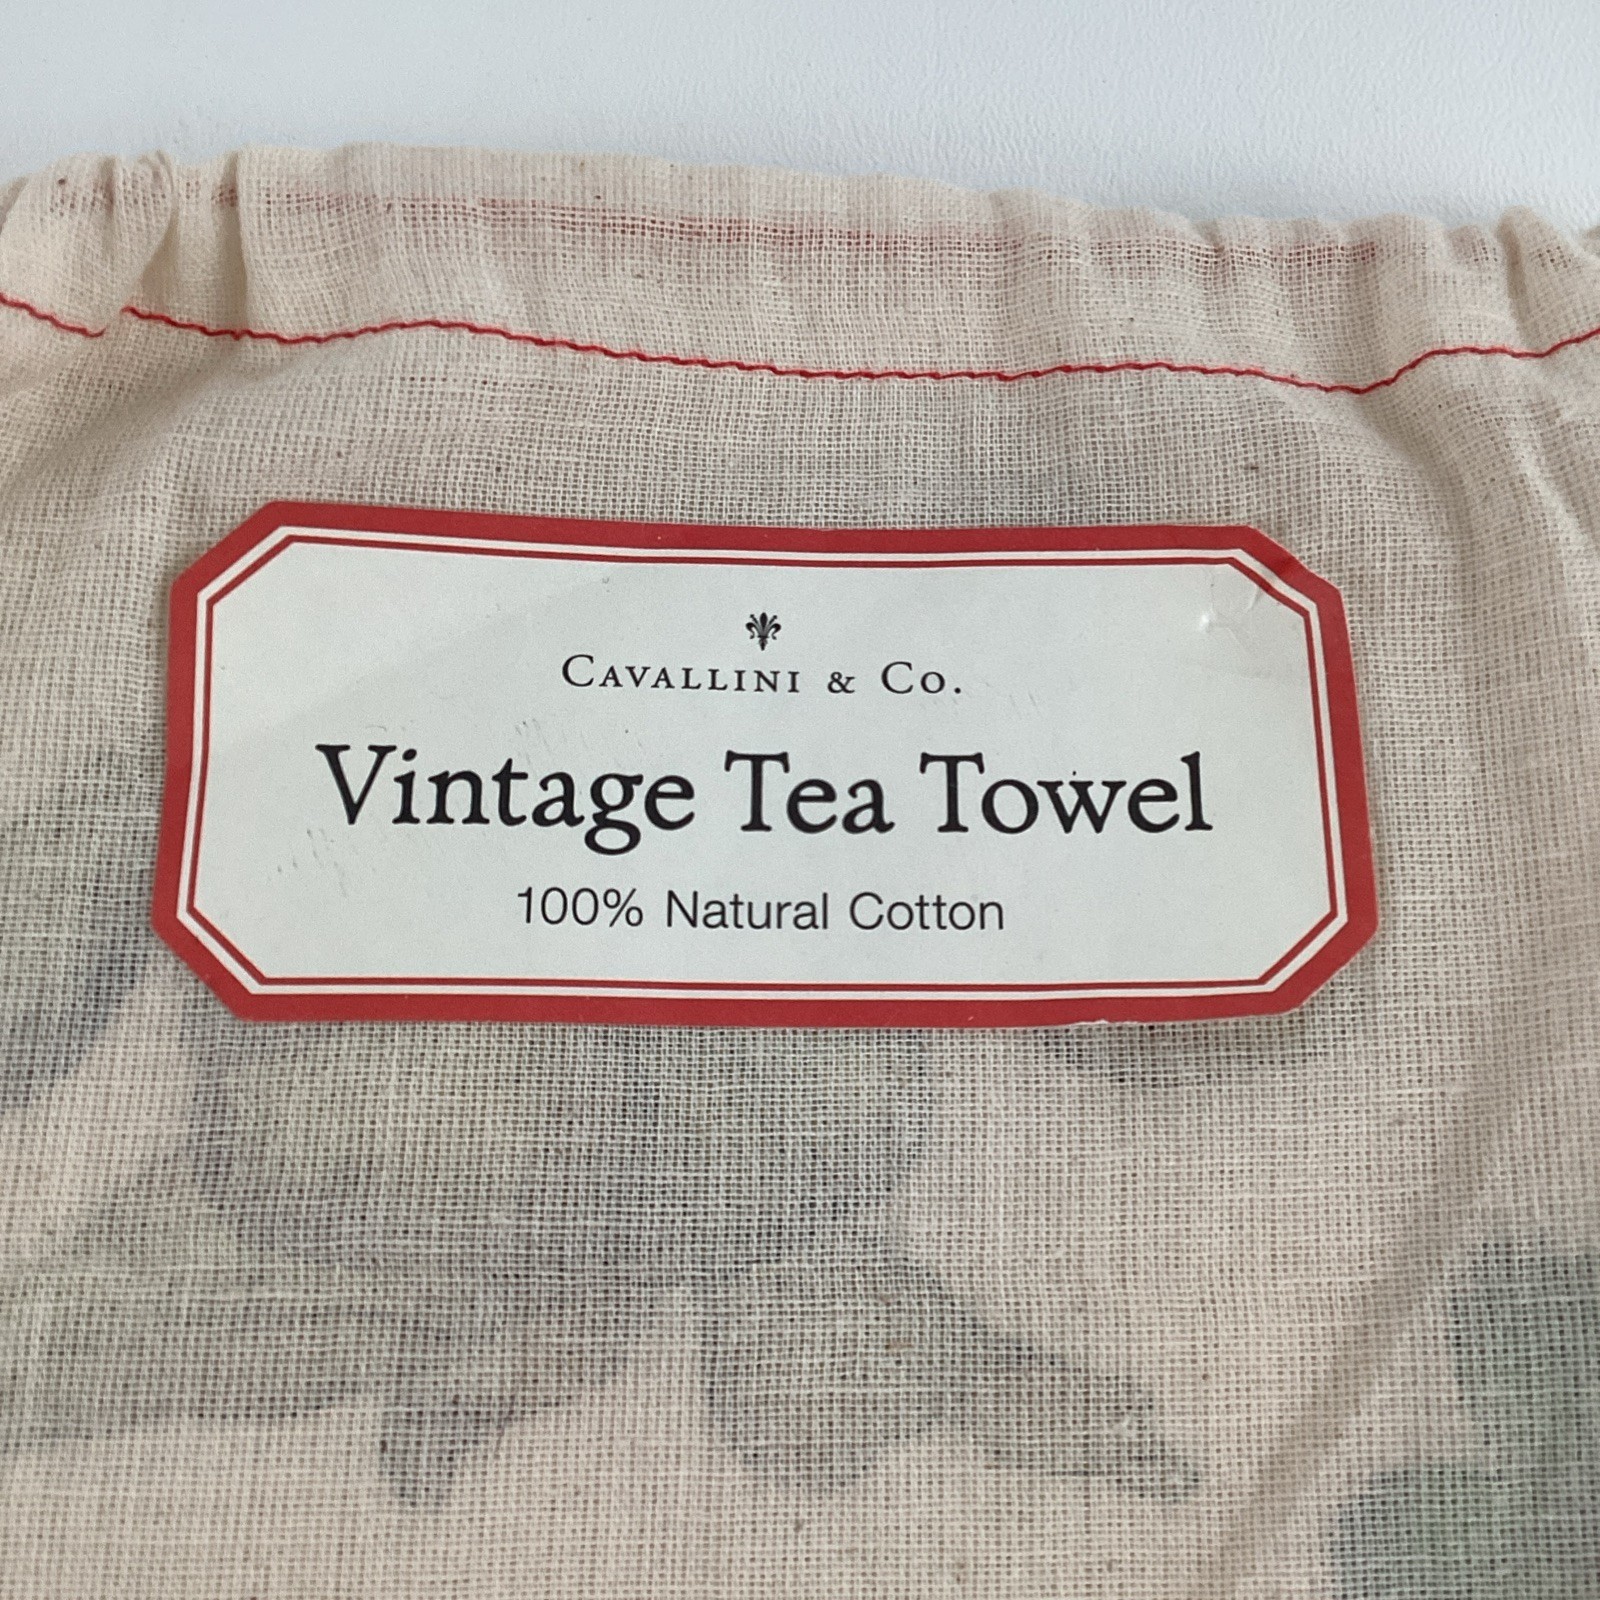 Cavallini & Co.
Vintage Tea Towel
100% Natural Cotton